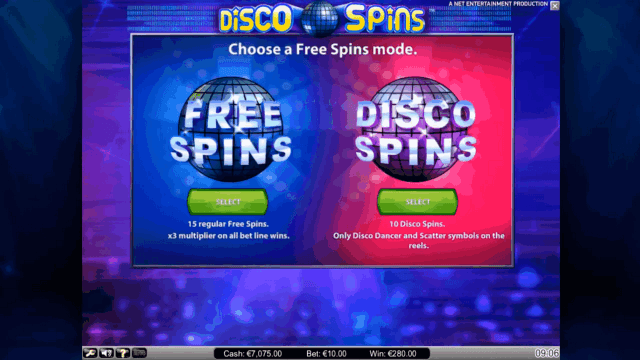 A NET ENTERTAINMENT PRODUCTION
DISCO SPINS
Choose a Free Spins mode.
FREE SPINS
DISCO SPINS
SELECT
SELECT
15 regular Free Spins.
x3 multiplier on all bet line wins.
10 Disco Spins.
Only Disco Dancer and Scatter symbols on the
reels.
Cash: €7,075.00 Bet: €10.00 Win: €280.00
09:06